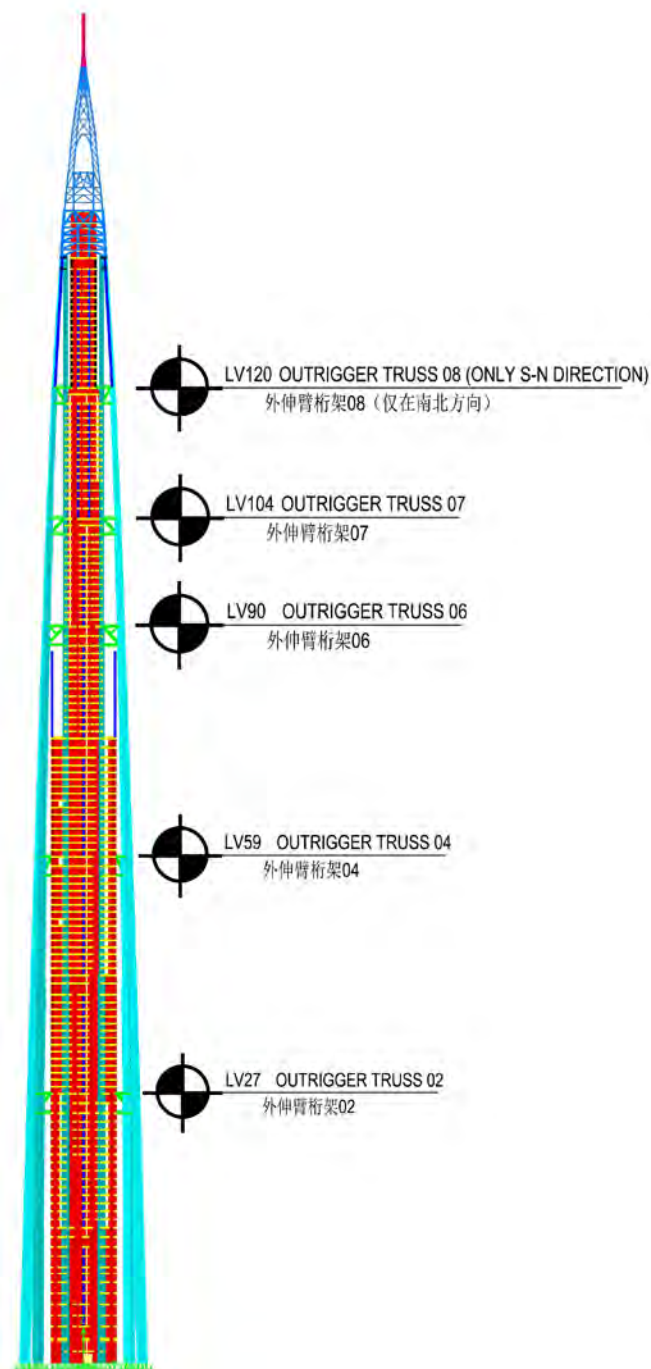 LV120 OUTRIGGER TRUSS 08 (ONLY S-N DIRECTION)
外伸臂桁架08（仅在南北方向）
LV104 OUTRIGGER TRUSS 07
外伸臂桁架07
LV90 OUTRIGGER TRUSS 06
外伸臂桁架06
LV59 OUTRIGGER TRUSS 04
外伸臂桁架04
LV27 OUTRIGGER TRUSS 02
外伸臂桁架02